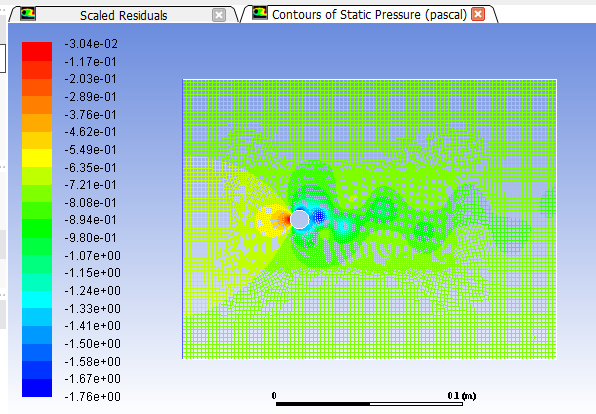 Scaled Residuals
Contours of Static Pressure (pascal)
-3.04e-02
-1.17e-01
-2.03e-01
-2.89e-01
-3.76e-01
-4.62e-01
-5.49e-01
-6.35e-01
-7.21e-01
-8.08e-01
-8.94e-01
-9.80e-01
-1.07e+00
-1.15e+00
-1.24e+00
-1.33e+00
-1.41e+00
-1.50e+00
-1.58e+00
-1.67e+00
-1.76e+00
0 0.1 (m)